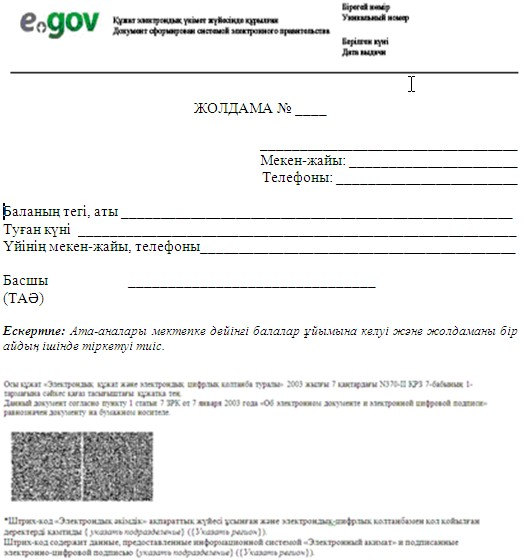 e.gov
Құжат электрондық үкімет жүйесінде құрылған
Документ сформирован системой электронного правительства
Бірегей нөмір
Уникальный номер
Берілген күні
Дата выдачи
ЖОЛДАМА № ____
_________________________________
Мекен-жайы: ______________________
Телефоны: ________________________
Баланың тегі, аты __________________________________________________
Туған күні ________________________________________________________
Үйінің мекен-жайы, телефоны________________________________________
Басшы ________________________________
(ТАӘ)
Ескертпе: Ата-аналары мектепке дейінгі балалар ұйымына келуі және жолдаманы бір
айдың ішінде тіркетуі тиіс.
Осы құжат «Электрондық құжат және электрондық цифрлық қолтаңба туралы» 2003 жылғы 7 қаңтардағы N370-II ҚРЗ 7-бабының 1-
тармағына сәйкес қағаз тасығыштағы құжатқа тең.
Данный документ согласно пункту 1 статьи 7 ЗРК от 7 января 2003 года «Об электронном документе и электронной цифровой подписи»
равнозначен документу на бумажном носителе.
*Штрих-код «Электрондық әкімдік» ақпараттық жүйесі ұсынған және электрондық-цифрлық қолтаңбамен қол қойылған
деректерді қамтиды ( указать подразделение) ({Указать регион}).
Штрих-код содержит данные, предоставленные информационной системой «Электронный акимат» и подписанные
электронно-цифровой подписью (указать подразделение) ({Указать регион}).